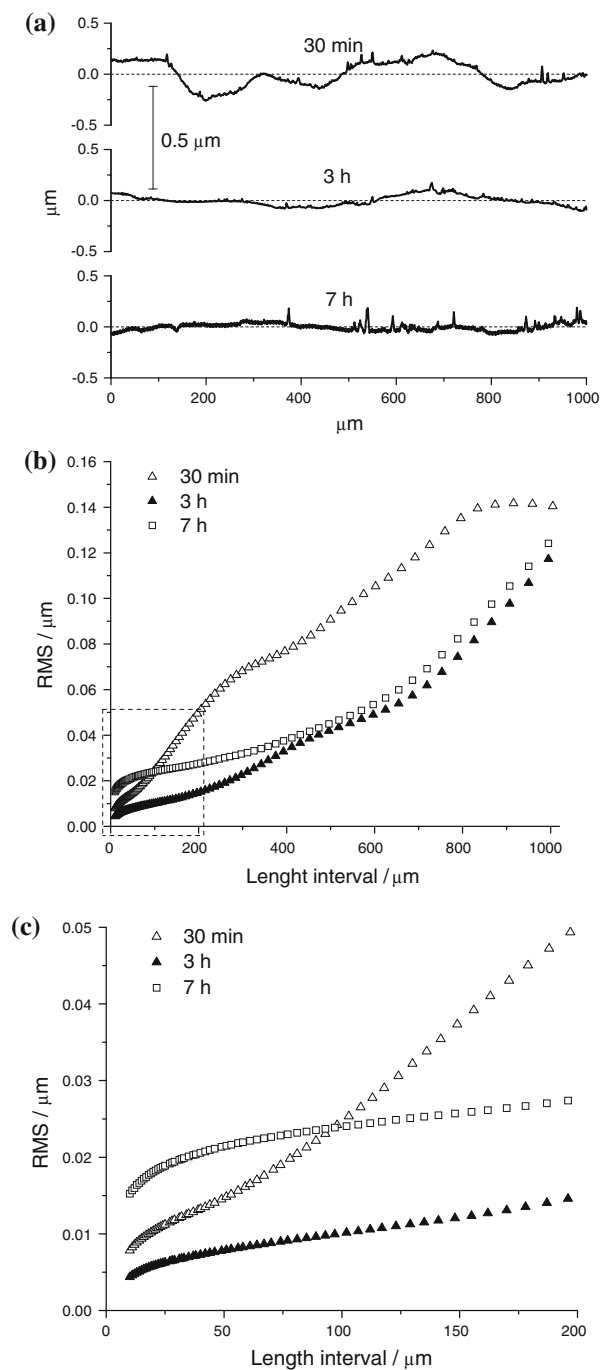 (a)
0.5
30 min
0.0
-0.5
0.5 μm
0.5
3 h
0.0
μm
-0.5
0.5
7 h
0.0
-0.5
0 200 400 600 800 1000
μm
(b)
0.16
△ 30 min
▲ 3 h
□ 7 h
0.14
0.12
0.10
0.08
0.06
0.04
0.02
0.00
RMS / μm
0 200 400 600 800 1000
Lenght interval / μm
(c)
0.05
△ 30 min
▲ 3 h
□ 7 h
0.04
0.03
0.02
0.01
0.00
RMS / μm
0 50 100 150 200
Length interval / μm